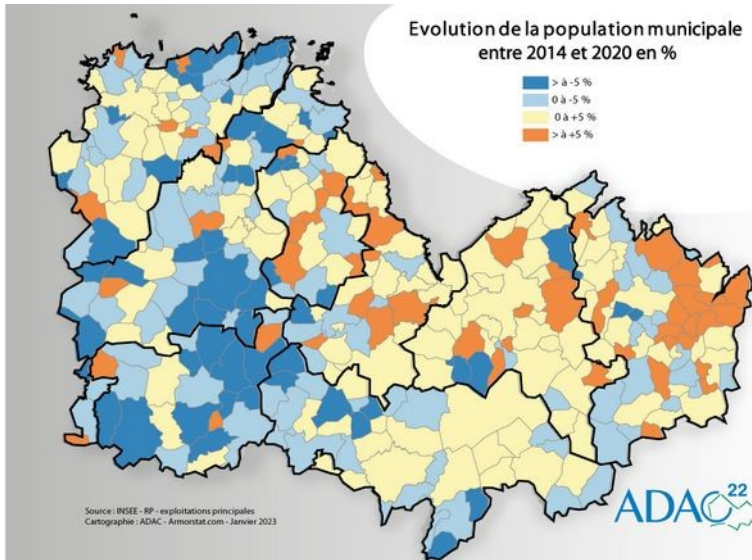 Evolution de la population municipale
entre 2014 et 2020 en %
> à -5 %
0 à -5 %
0 à +5 %
> à +5 %
Source : INSEE - RP - exploitations principales
Cartographie : ADAC - Armorstat.com - Janvier 2023
ADAC 22